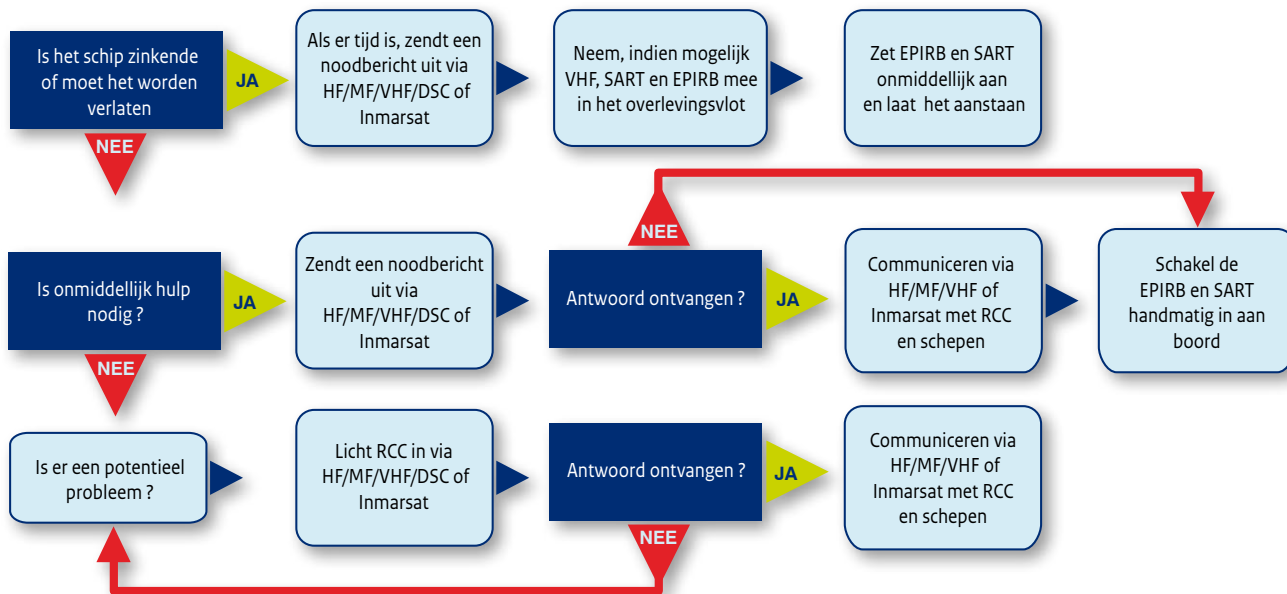 Is het schip zinkende
of moet het worden
verlaten
JA
NEE
Als er tijd is, zendt een
noodbericht uit via
HF/MF/VHF/DSC of
Inmarsat
Neem, indien mogelijk
VHF, SART en EPIRB mee
in het overlevingsvlot
Zet EPIRB en SART
onmiddellijk aan
en laat het aanstaan
Is onmiddellijk hulp
nodig ?
JA
NEE
Zendt een noodbericht
uit via
HF/MF/VHF/DSC of
Inmarsat
NEE
Antwoord ontvangen ?
JA
Communiceren via
HF/MF/VHF of
Inmarsat met RCC
en schepen
Schakel de
EPIRB en SART
handmatig in aan
boord
Is er een potentieel
probleem ?
Licht RCC in via
HF/MF/VHF/DSC of
Inmarsat
Antwoord ontvangen ?
JA
NEE
Communiceren via
HF/MF/VHF of
Inmarsat met RCC
en schepen